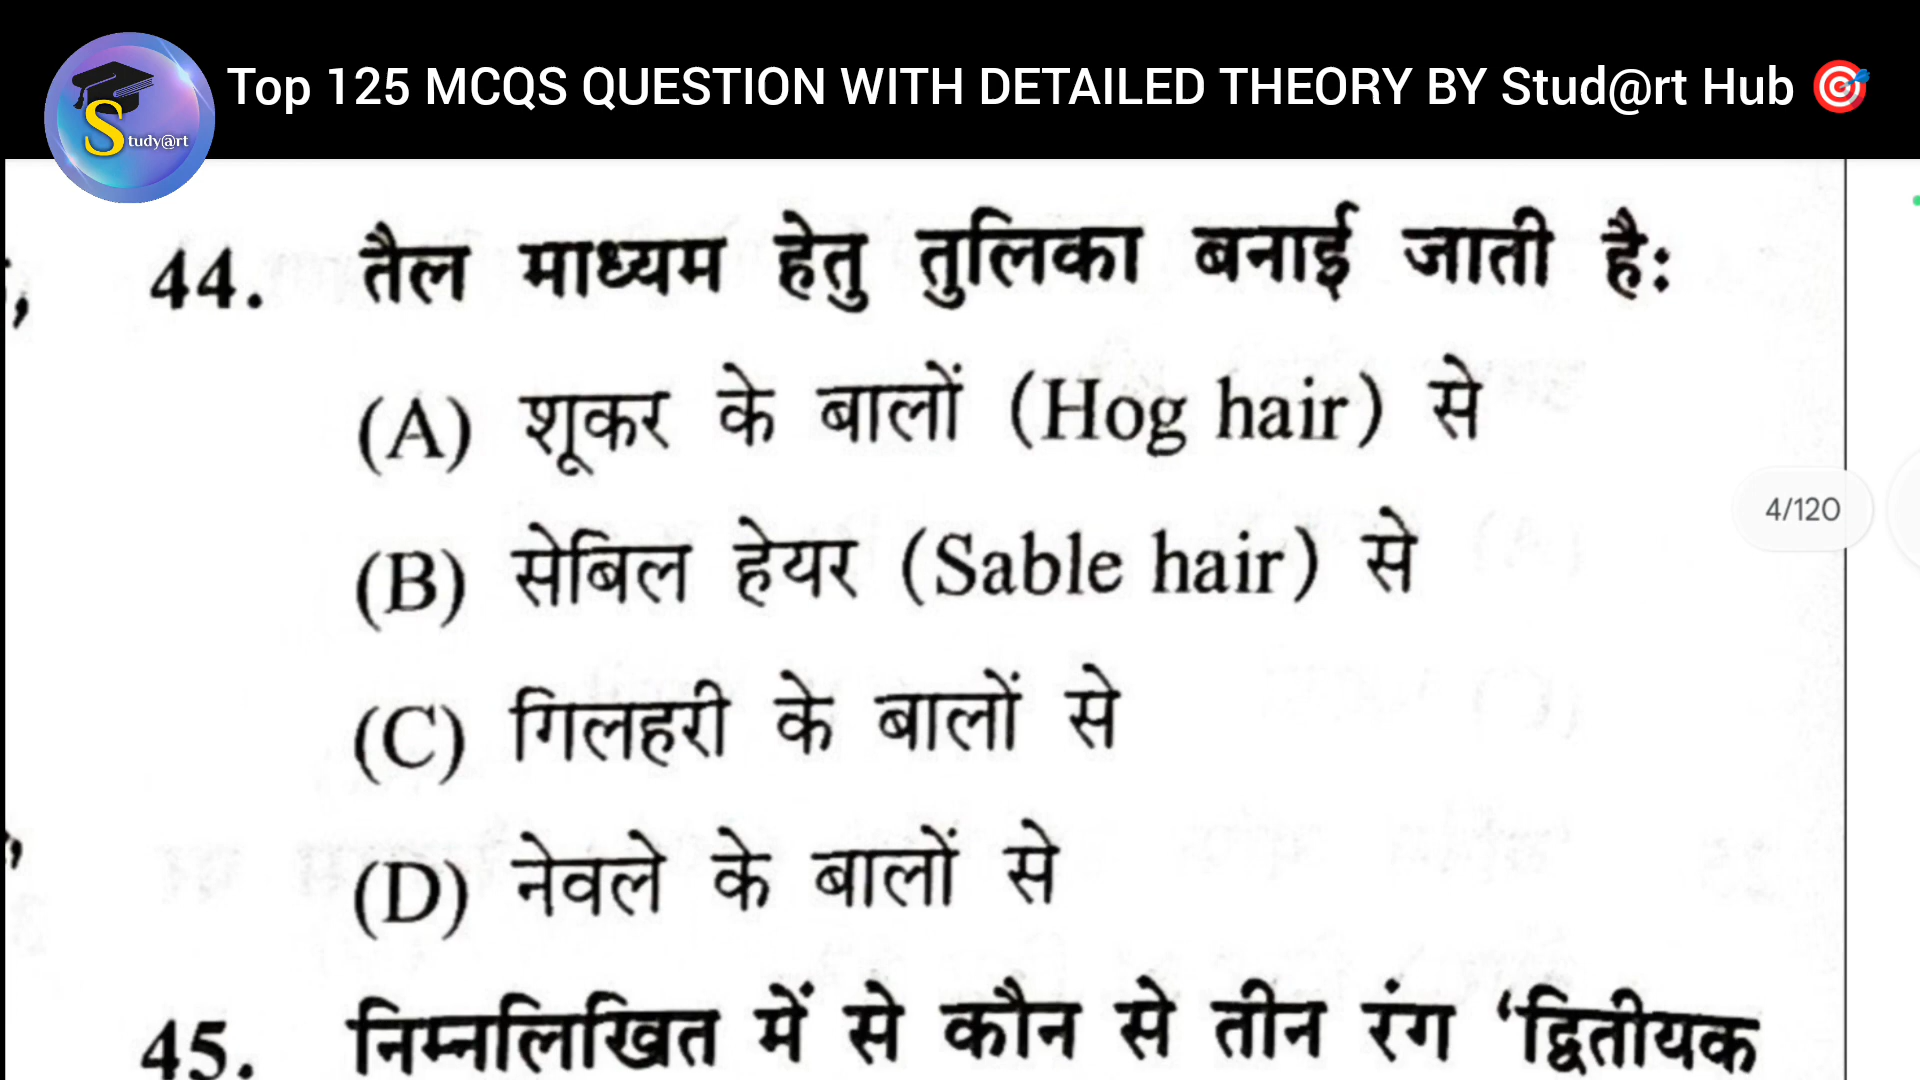 Top 125 MCQS QUESTION WITH DETAILED THEORY BY Stud@rt Hub 🎯
Study@rt
44. तैल माध्यम हेतु तुलिका बनाई जाती है:
(A) शूकर के बालों (Hog hair) से
(B) सेबिल हेयर (Sable hair) से
4/120
(C) गिलहरी के बालों से
(D) नेवले के बालों से
45. निम्नलिखित में से कौन से तीन रंग ‘द्वितीयक